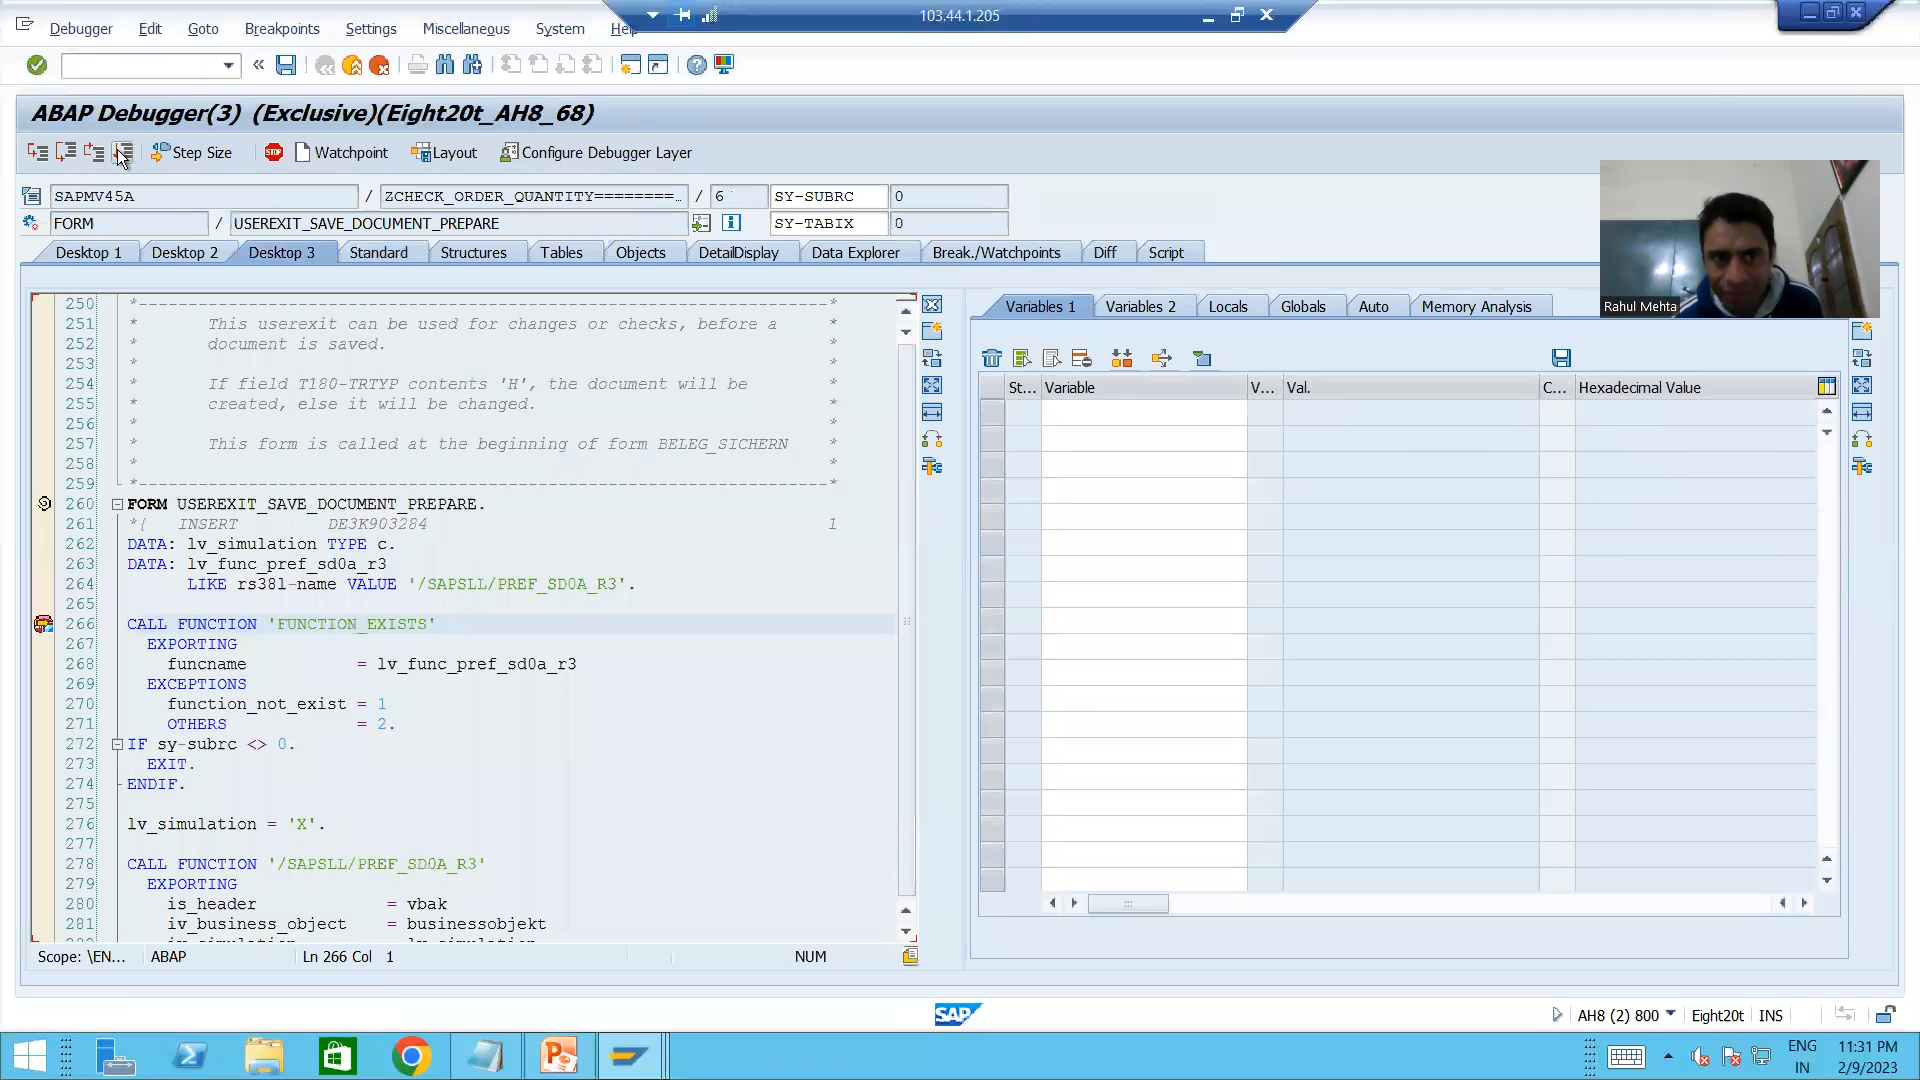 103.44.1.205
Debugger Edit Goto Breakpoints Settings Miscellaneous System Help
ABAP Debugger(3) (Exclusive)(Eight20t_AH8_68)
Step Size Watchpoint Layout Configure Debugger Layer
SAPMV45A / ZCHECK_ORDER_QUANTITY========… / 6 SY-SUBRC 0
FORM / USEREXIT_SAVE_DOCUMENT_PREPARE SY-TABIX 0
Desktop 1 Desktop 2 Desktop 3 Standard Structures Tables Objects DetailDisplay Data Explorer Break./Watchpoints Diff Script
Rahul Mehta
Variables 1 Variables 2 Locals Globals Auto Memory Analysis
St... Variable V... Val. C... Hexadecimal Value
250 *---------------------------------------------------------------------*
251 * This userexit can be used for changes or checks, before a *
252 * document is saved. *
253 * *
254 * If field T180-TRTYP contents 'H', the document will be *
255 * created, else it will be changed. *
256 * *
257 * This form is called at the beginning of form BELEG_SICHERN *
258 * *
259 *---------------------------------------------------------------------*
260 FORM USEREXIT_SAVE_DOCUMENT_PREPARE.
261 *{ INSERT DE3K903284 1
262 DATA: lv_simulation TYPE c.
263 DATA: lv_func_pref_sd0a_r3
264 LIKE rs38l-name VALUE '/SAPSLL/PREF_SD0A_R3'.
265
266 CALL FUNCTION 'FUNCTION_EXISTS'
267 EXPORTING
268 funcname = lv_func_pref_sd0a_r3
269 EXCEPTIONS
270 function_not_exist = 1
271 OTHERS = 2.
272 IF sy-subrc <> 0.
273 EXIT.
274 ENDIF.
275
276 lv_simulation = 'X'.
277
278 CALL FUNCTION '/SAPSLL/PREF_SD0A_R3'
279 EXPORTING
280 is_header = vbak
281 iv_business_object = businessobjekt
Scope: \EN... ABAP Ln 266 Col 1 NUM
SAP
AH8 (2) 800 Eight20t INS
ENG 11:31 PM
IN 2/9/2023